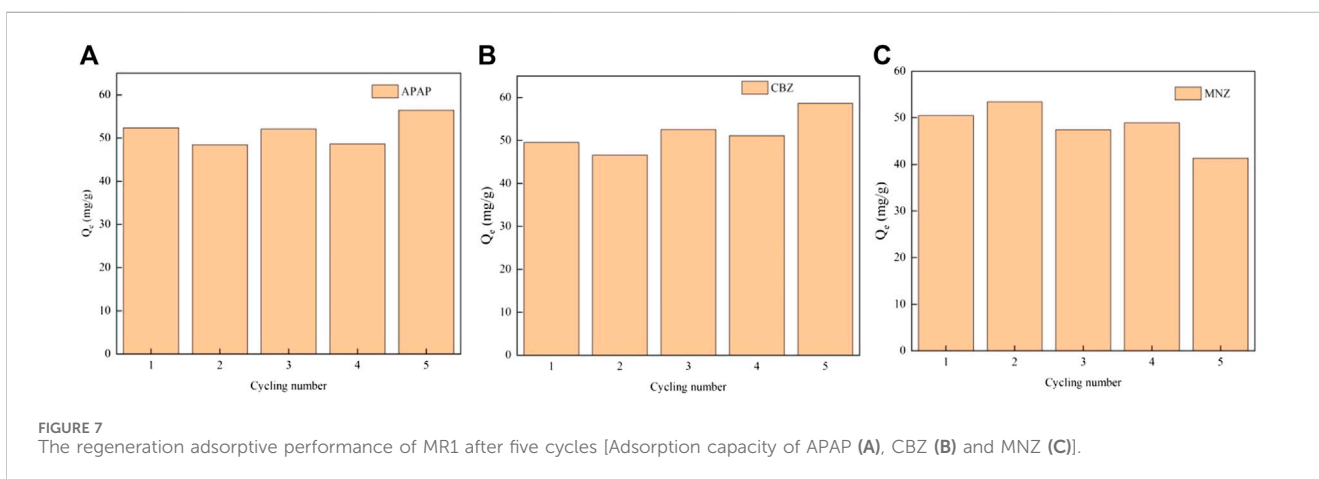 A
APAP
Qe (mg/g)
60
50
40
30
20
10
0
1 2 3 4 5
Cycling number
B
CBZ
Qe (mg/g)
60
50
40
30
20
10
0
1 2 3 4 5
Cycling number
C
MNZ
Qe (mg/g)
60
50
40
30
20
10
0
1 2 3 4 5
Cycling number
FIGURE 7
The regeneration adsorptive performance of MR1 after five cycles [Adsorption capacity of APAP (A), CBZ (B) and MNZ (C)].